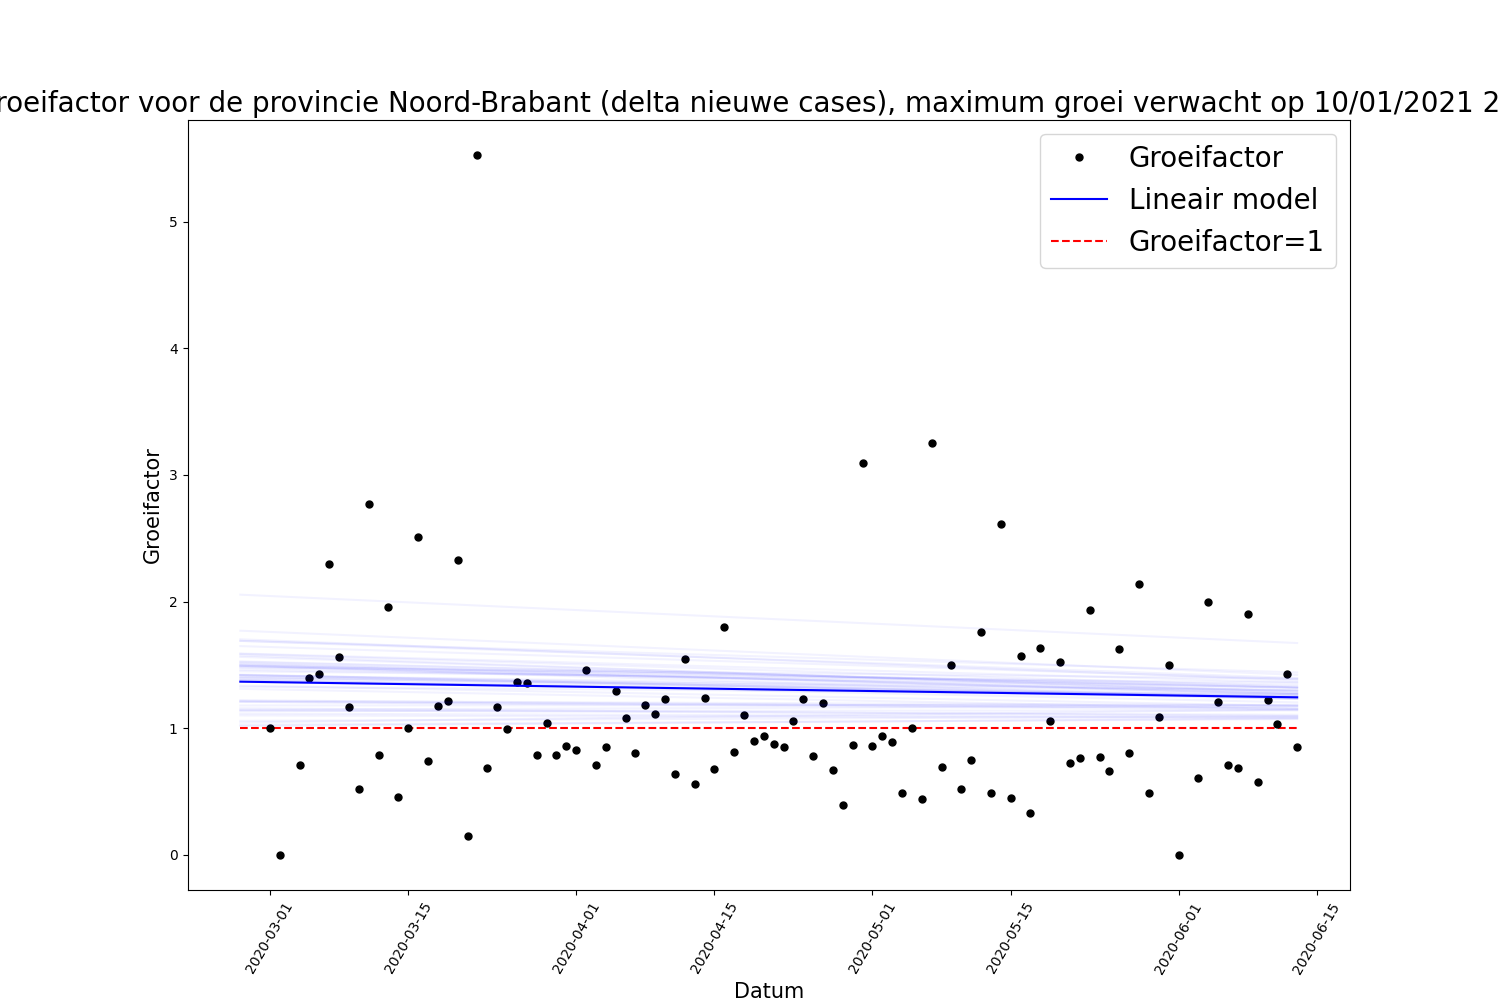 roeifactor voor de provincie Noord-Brabant (delta nieuwe cases), maximum groei verwacht op 10/01/2021 2
Groeifactor
Lineair model
Groeifactor=1
Groeifactor
5
4
3
2
1
0
2020-03-01
2020-03-15
2020-04-01
2020-04-15
2020-05-01
2020-05-15
2020-06-01
2020-06-15
Datum